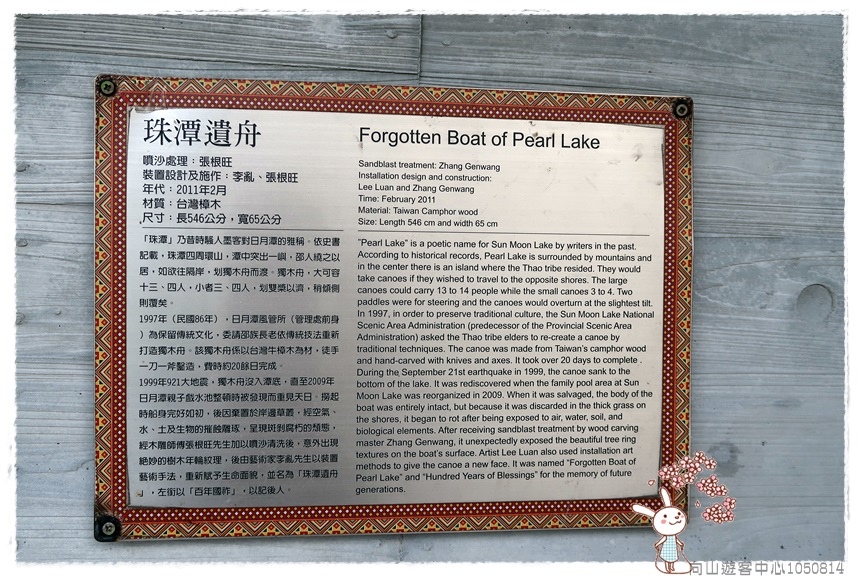 珠潭遺舟
噴沙處理：張根旺
裝置設計及施作：李亂、張根旺
年代：2011年2月
材質：台灣樟木
尺寸：長546公分，寬65公分
「珠潭」乃昔時騷人墨客對日月潭的雅稱。依史書
記載，珠潭四周環山，潭中突出一嶼，邵人繞之以
居，如欲往隔岸，划獨木舟而渡。獨木舟，大可容
十三、四人，小者三、四人，划雙槳以濟，稍傾側
則覆矣。
1997年（民國86年），日月潭風管所（管理處前身
）為保留傳統文化，委請邵族長老依傳統技法重新
打造獨木舟。該獨木舟係以台灣牛樟木為材，徒手
一刀一斧鑿造，費時約20餘日完成。
1999年921大地震，獨木舟沒入潭底，直至2009年
日月潭親子戲水池整頓時被發現而重見天日。撈起
時船身完好如初，後因棄置於岸邊草叢，經空氣、
水、土及生物的摧蝕雕琢，呈現斑剝腐朽的頹態，
經木雕師傅張根旺先生加以噴沙清洗後，意外出現
絕妙的樹木年輪紋理，後由藝術家李亂先生以裝置
藝術手法，重新賦予生命面貌，並名為「珠潭遺舟
」，左銜以「百年國祚」，以記後人。
Forgotten Boat of Pearl Lake
Sandblast treatment: Zhang Genwang
Installation design and construction:
Lee Luan and Zhang Genwang
Time: February 2011
Material: Taiwan Camphor wood
Size: Length 546 cm and width 65 cm
"Pearl Lake" is a poetic name for Sun Moon Lake by writers in the past.
According to historical records, Pearl Lake is surrounded by mountains and
in the center there is an island where the Thao tribe resided. They would
take canoes if they wished to travel to the opposite shores. The large
canoes could carry 13 to 14 people while the small canoes 3 to 4. Two
paddles were for steering and the canoes would overturn at the slightest tilt.
In 1997, in order to preserve traditional culture, the Sun Moon Lake National
Scenic Area Administration (predecessor of the Provincial Scenic Area
Administration) asked the Thao tribe elders to re-create a canoe by
traditional techniques. The canoe was made from Taiwan's camphor wood
and hand-carved with knives and axes. It took over 20 days to complete .
During the September 21st earthquake in 1999, the canoe sank to the
bottom of the lake. It was rediscovered when the family pool area at Sun
Moon Lake was reorganized in 2009. When it was salvaged, the body of the
boat was entirely intact, but because it was discarded in the thick grass on
the shores, it began to rot after being exposed to air, water, soil, and
biological elements. After receiving sandblast treatment by wood carving
master Zhang Genwang, it unexpectedly exposed the beautiful tree ring
textures on the boat's surface. Artist Lee Luan also used installation art
methods to give the canoe a new face. It was named "Forgotten Boat of
Pearl Lake" and "Hundred Years of Blessings" for the memory of future
generations.
向山遊客中心1050814